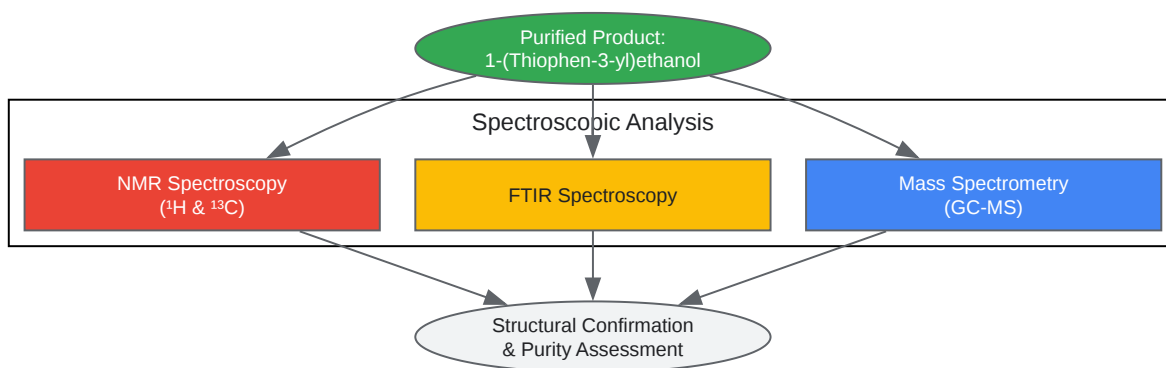 Purified Product:
1-(Thiophen-3-yl)ethanol
Spectroscopic Analysis
NMR Spectroscopy
(¹H & ¹³C)
FTIR Spectroscopy
Mass Spectrometry
(GC-MS)
Structural Confirmation
& Purity Assessment